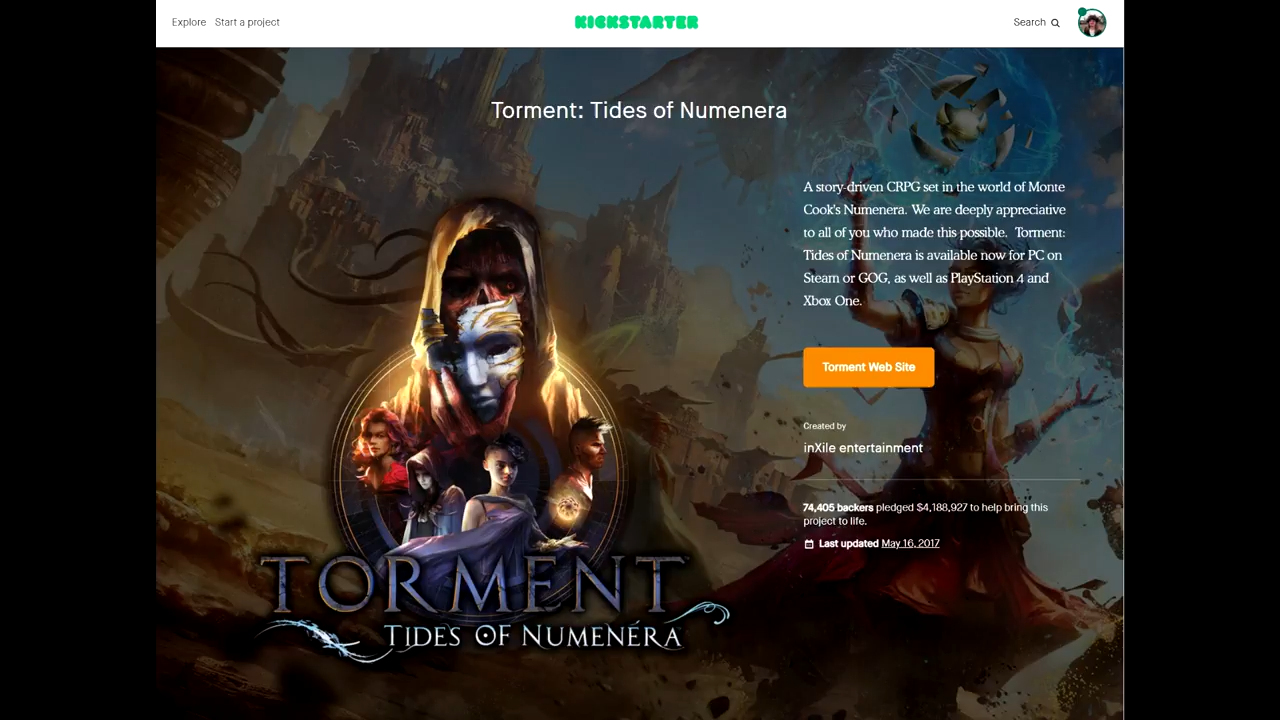 Explore Start a project KICKSTARTER Search
Torment: Tides of Numenera
A story-driven CRPG set in the world of Monte
Cook's Numenera. We are deeply appreciative
to all of you who made this possible. Torment:
Tides of Numenera is available now for PC on
Steam or GOG, as well as PlayStation 4 and
Xbox One.
Torment Web Site
Created by
inXile entertainment
74,405 backers pledged $4,188,927 to help bring this
project to life.
Last updated May 16, 2017
TORMENT
TIDES OF NUMENÉRA